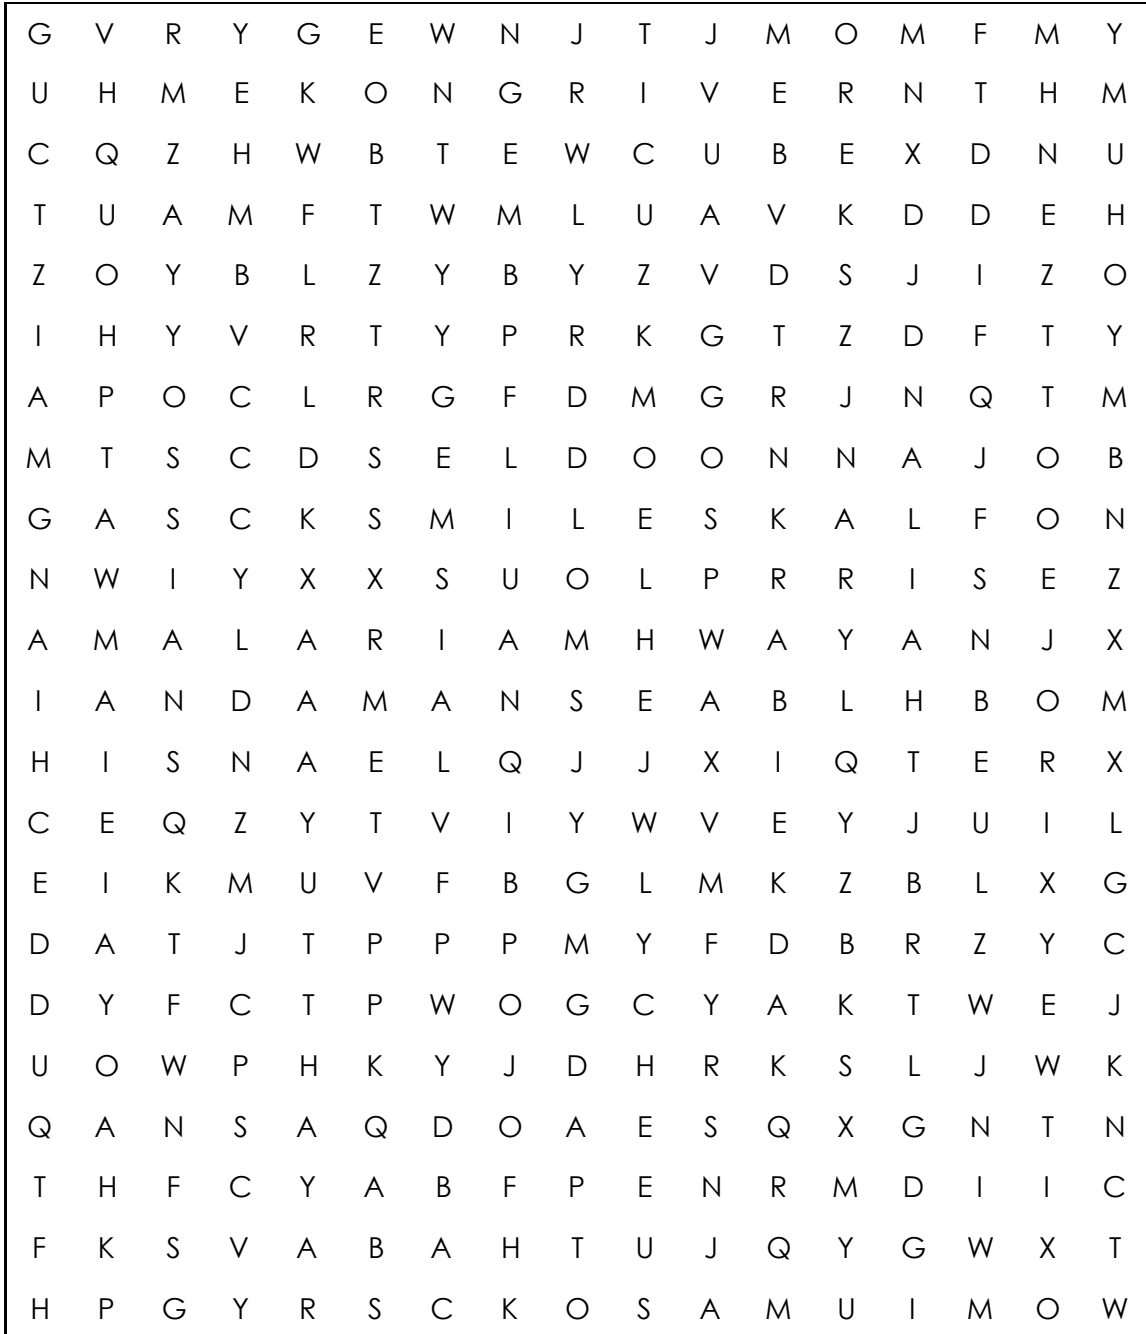 G V R Y G E W N J T J M O M F M Y
U H M E K O N G R I V E R N T H M
C Q Z H W B T E W C U B E X D N U
T U A M F T W M L U A V K D D E H
Z O Y B L Z Y B Y Z V D S J I Z O
I H Y V R T Y P R K G T Z D F T Y
A P O C L R G F D M G R J N Q T M
M T S C D S E L D O O N N A J O B
G A S C K S M I L E S K A L F O N
N W I Y X X S U O L P R R I S E Z
A M A L A R I A M H W A Y A N J X
I A N D A M A N S E A B L H B O M
H I S N A E L Q J J X I Q T E R X
C E Q Z Y T V I Y W V E Y J U I L
E I K M U V F B G L M K Z B L X G
D A T J T P P P M Y F D B R Z Y C
D Y F C T P W O G C Y A K T W E J
U O W P H K Y J D H R K S L J W K
Q A N S A Q D O A E S Q X G N T N
T H F C Y A B F P E N R M D I I C
F K S V A B A H T U J Q Y G W X T
H P G Y R S C K O S A M U I M O W